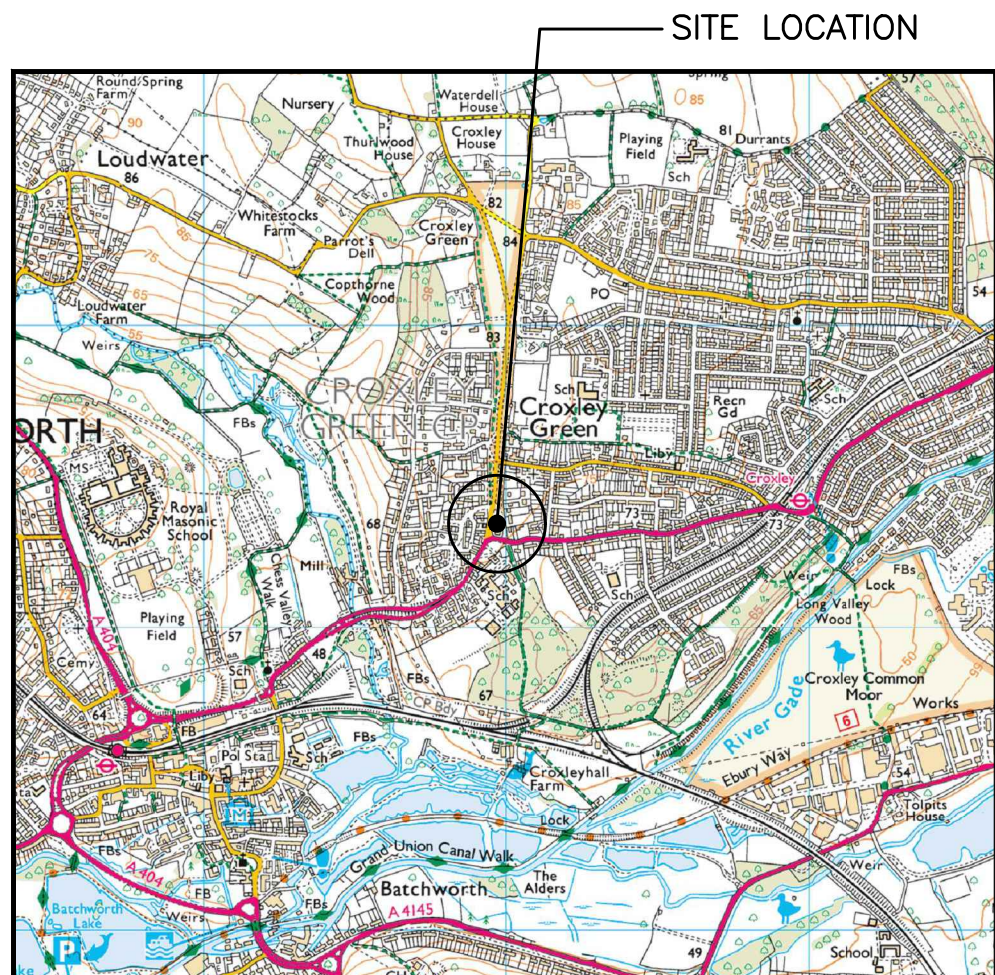 SITE LOCATION
Round Spring
Farm
90
Nursery
Waterdell
House
85
57
Thurlwood
House
Croxley
House
Playing
Field
Sch
81
Durrants
Loudwater
86
Whitestocks
Farm
85
75
Parrot's
Dell
Croxley
Green
82
84
85
Copthorne
Wood
85
65
Loudwater
Farm
55
Weirs
PO
54
83
CROXLEY
GREEN CP
Sch
Croxley
Green
Recn
Gd
Sch
ORTH
FBs
MS
Royal
Masonic
School
Liby
Croxley
68
73
73
Mill
Chess Valley
Walk
Sch
Sch
Weir
FBs
Lock
Long Valley
Wood
65
A 404
Playing
Field
57
48
Sch
Cemy
64
FB
FBs
67
CP Bdy
River Gade
Croxley Common
Moor
50
55
Works
6
Ebury Way
Pol Sta
Sch
FBs
Liby
M
Croxleyhall
Farm
54
Tolpits
House
Lock
FBs
A 404
Grand Union Canal Walk
The
Alders
Weir
FB
Weirs
FBs
Batchworth
Batchworth
Lake
A 4145
P
49
School